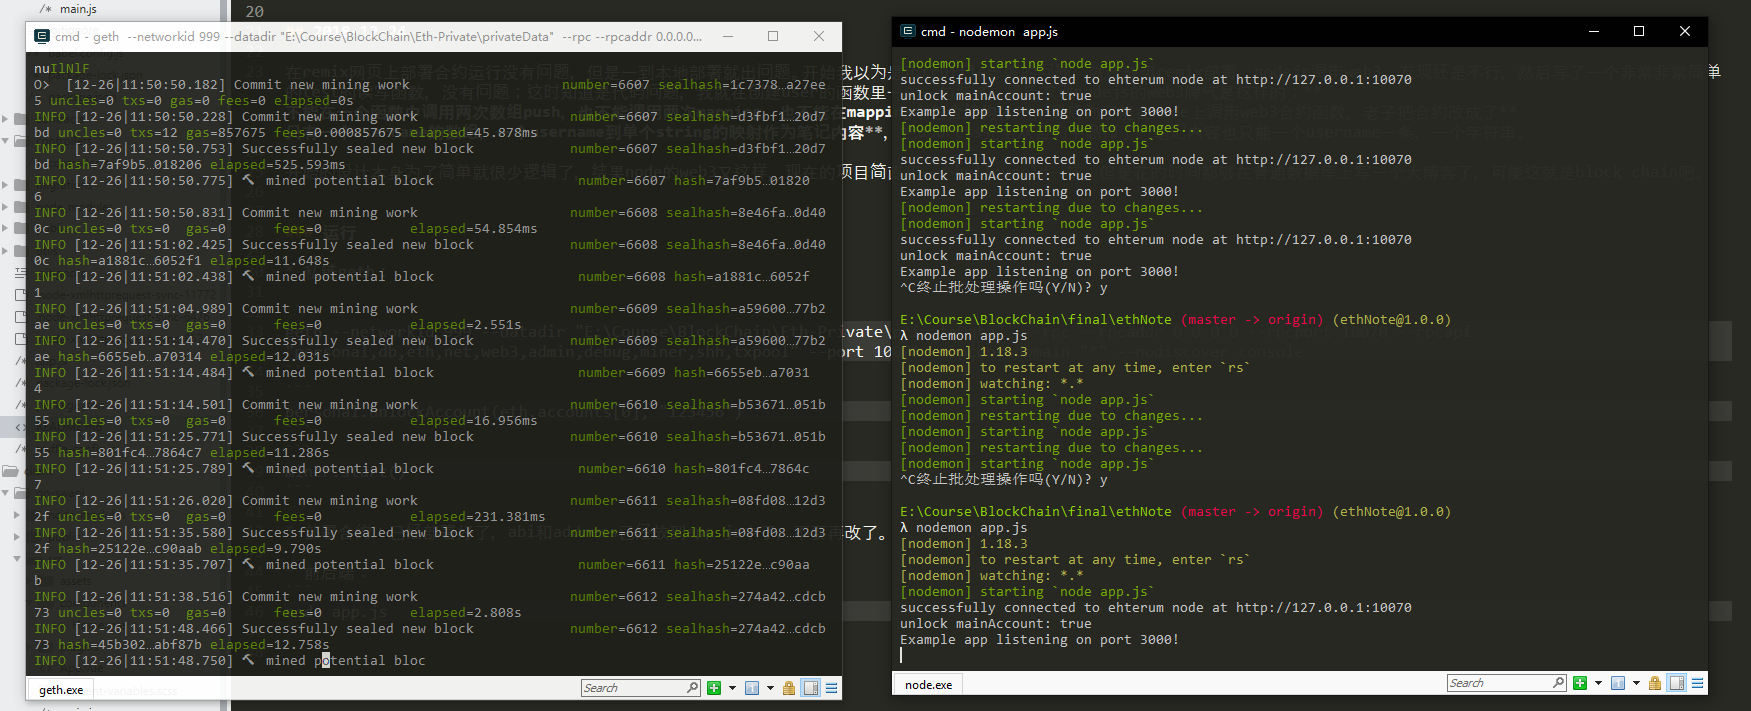 /* main.js
20
cmd - geth --networkid 999 --datadir "E:\Course\BlockChain\Eth-Private\privateData" --rpc --rpcaddr 0.0.0.0...
nuIlNlF
O> [12-26|11:50:50.182] Commit new mining work number=6607 sealhash=1c7378…a27ee
5 uncles=0 txs=0 gas=0 fees=0 elapsed=0s
INFO [12-26|11:50:50.228] Commit new mining work number=6607 sealhash=d3fbf1…20d7
bd uncles=0 txs=12 gas=857675 fees=0.000857675 elapsed=45.878ms
INFO [12-26|11:50:50.753] Successfully sealed new block number=6607 sealhash=d3fbf1…20d7
bd hash=7af9b5…018206 elapsed=525.593ms
INFO [12-26|11:50:50.775] 🔨 mined potential block number=6607 hash=7af9b5…01820
6
INFO [12-26|11:50:50.831] Commit new mining work number=6608 sealhash=8e46fa…0d40
0c uncles=0 txs=0 gas=0 fees=0 elapsed=54.854ms
INFO [12-26|11:51:02.425] Successfully sealed new block number=6608 sealhash=8e46fa…0d40
0c hash=a1881c…6052f1 elapsed=11.648s
INFO [12-26|11:51:02.438] 🔨 mined potential block number=6608 hash=a1881c…6052f
1
INFO [12-26|11:51:04.989] Commit new mining work number=6609 sealhash=a59600…77b2
ae uncles=0 txs=0 gas=0 fees=0 elapsed=2.551s
INFO [12-26|11:51:14.470] Successfully sealed new block number=6609 sealhash=a59600…77b2
ae hash=6655eb…a70314 elapsed=12.031s
INFO [12-26|11:51:14.484] 🔨 mined potential block number=6609 hash=6655eb…a7031
4
INFO [12-26|11:51:14.501] Commit new mining work number=6610 sealhash=b53671…051b
55 uncles=0 txs=0 gas=0 fees=0 elapsed=16.956ms
INFO [12-26|11:51:25.771] Successfully sealed new block number=6610 sealhash=b53671…051b
55 hash=801fc4…7864c7 elapsed=11.286s
INFO [12-26|11:51:25.789] 🔨 mined potential block number=6610 hash=801fc4…7864c
7
INFO [12-26|11:51:26.020] Commit new mining work number=6611 sealhash=08fd08…12d3
2f uncles=0 txs=0 gas=0 fees=0 elapsed=231.381ms
INFO [12-26|11:51:35.580] Successfully sealed new block number=6611 sealhash=08fd08…12d3
2f hash=25122e…c90aab elapsed=9.790s
INFO [12-26|11:51:35.707] 🔨 mined potential block number=6611 hash=25122e…c90aa
b
INFO [12-26|11:51:38.516] Commit new mining work number=6612 sealhash=274a42…cdcb
73 uncles=0 txs=0 gas=0 fees=0 elapsed=2.808s
INFO [12-26|11:51:48.466] Successfully sealed new block number=6612 sealhash=274a42…cdcb
73 hash=45b302…abf87b elapsed=12.758s
INFO [12-26|11:51:48.750] 🔨 mined potential bloc
geth.exe
Search
我以为
单
函数里
mappi
内容**,
项目简
Private\
-port 10
再改了。
cmd - nodemon app.js
[nodemon] starting `node app.js`
successfully connected to ehterum node at http://127.0.0.1:10070
unlock mainAccount: true
Example app listening on port 3000!
[nodemon] restarting due to changes...
[nodemon] starting `node app.js`
successfully connected to ehterum node at http://127.0.0.1:10070
unlock mainAccount: true
Example app listening on port 3000!
[nodemon] restarting due to changes...
[nodemon] starting `node app.js`
successfully connected to ehterum node at http://127.0.0.1:10070
unlock mainAccount: true
Example app listening on port 3000!
^C终止批处理操作吗(Y/N)? y
E:\Course\BlockChain\final\ethNote (master -> origin) (ethNote@1.0.0)
λ nodemon app.js
[nodemon] 1.18.3
[nodemon] to restart at any time, enter `rs`
[nodemon] watching: *.*
[nodemon] starting `node app.js`
[nodemon] restarting due to changes...
[nodemon] starting `node app.js`
[nodemon] restarting due to changes...
[nodemon] starting `node app.js`
^C终止批处理操作吗(Y/N)? y
E:\Course\BlockChain\final\ethNote (master -> origin) (ethNote@1.0.0)
λ nodemon app.js
[nodemon] 1.18.3
[nodemon] to restart at any time, enter `rs`
[nodemon] watching: *.*
[nodemon] starting `node app.js`
successfully connected to ehterum node at http://127.0.0.1:10070
unlock mainAccount: true
Example app listening on port 3000!
node.exe
Search